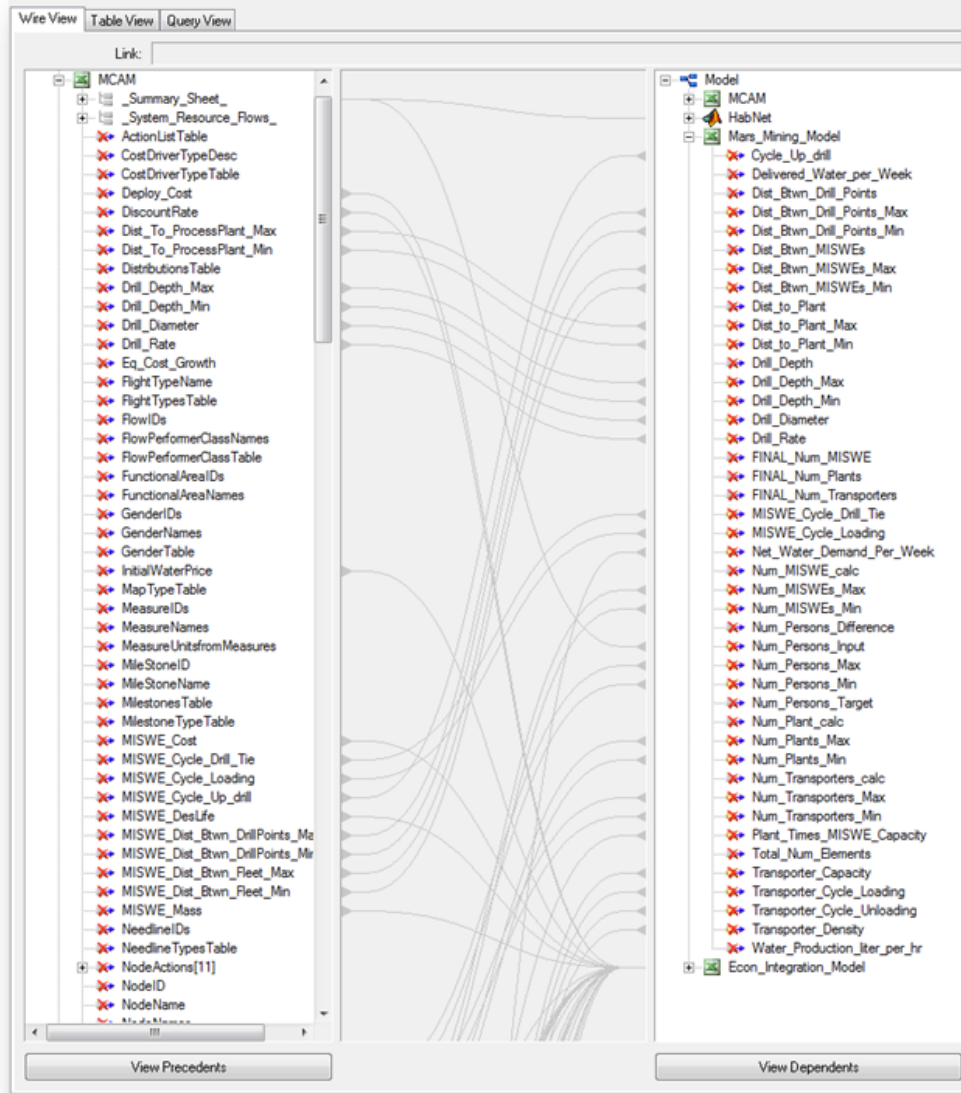 Wire View
Table View
Query View
Link:
MCAM
_Summary_Sheet_
_System_Resource_Flows_
ActionListTable
CostDriverTypeDesc
CostDriverTypeTable
Deploy_Cost
DiscountRate
Dist_To_ProcessPlant_Max
Dist_To_ProcessPlant_Min
DistributionsTable
Drill_Depth_Max
Drill_Depth_Min
Drill_Diameter
Drill_Rate
Eq_Cost_Growth
FlightTypeName
FlightTypesTable
FlowIDs
FlowPerformerClassNames
FlowPerformerClassTable
FunctionalAreaIDs
FunctionalAreaNames
GenderIDs
GenderNames
GenderTable
InitialWaterPrice
MapTypeTable
MeasureIDs
MeasureNames
MeasureUnitsfromMeasures
MileStoneID
MileStoneName
MilestonesTable
MilestoneTypeTable
MISWE_Cost
MISWE_Cycle_Drill_Tie
MISWE_Cycle_Loading
MISWE_Cycle_Up_drill
MISWE_DesLife
MISWE_Dist_Btwn_DrillPoints_Ma
MISWE_Dist_Btwn_DrillPoints_Mir
MISWE_Dist_Btwn_Fleet_Max
MISWE_Dist_Btwn_Fleet_Min
MISWE_Mass
NeedlineIDs
NeedlineTypesTable
NodeActions[11]
NodeID
NodeName
View Precedents
Model
MCAM
HabNet
Mars_Mining_Model
Cycle_Up_drill
Delivered_Water_per_Week
Dist_Btwn_Drill_Points
Dist_Btwn_Drill_Points_Max
Dist_Btwn_Drill_Points_Min
Dist_Btwn_MISWEs
Dist_Btwn_MISWEs_Max
Dist_Btwn_MISWEs_Min
Dist_to_Plant
Dist_to_Plant_Max
Dist_to_Plant_Min
Drill_Depth
Drill_Depth_Max
Drill_Depth_Min
Drill_Diameter
Drill_Rate
FINAL_Num_MISWE
FINAL_Num_Plants
FINAL_Num_Transporters
MISWE_Cycle_Drill_Tie
MISWE_Cycle_Loading
Net_Water_Demand_Per_Week
Num_MISWE_calc
Num_MISWEs_Max
Num_MISWEs_Min
Num_Persons_Difference
Num_Persons_Input
Num_Persons_Max
Num_Persons_Min
Num_Persons_Target
Num_Plant_calc
Num_Plants_Max
Num_Plants_Min
Num_Transporters_calc
Num_Transporters_Max
Num_Transporters_Min
Plant_Times_MISWE_Capacity
Total_Num_Elements
Transporter_Capacity
Transporter_Cycle_Loading
Transporter_Cycle_Unloading
Transporter_Density
Water_Production_liter_per_hr
Econ_Integration_Model
View Dependents